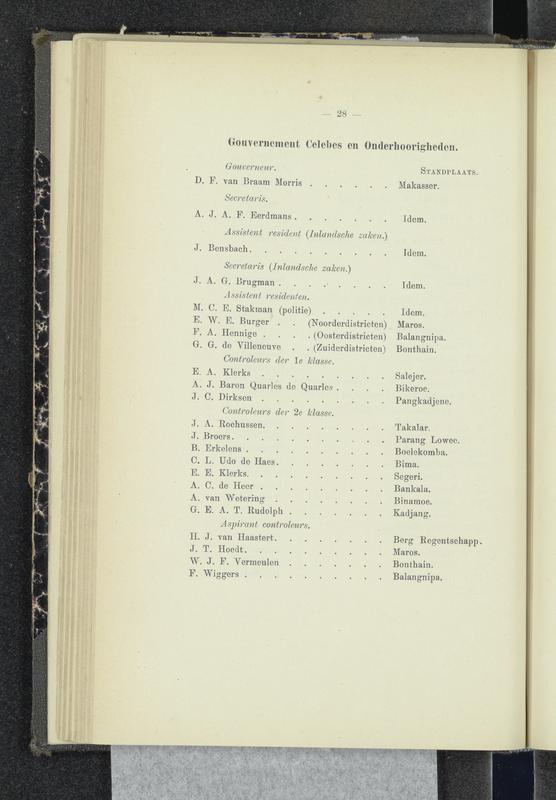 — 28 —
Gouvernement Celebes en Onderhoorigheden.
Gouverneur. STANDPLAATS.
D. F. van Braam Morris . . . . . . Makasser.
Secretaris.
A. J. A. F. Eerdmans . . . . . . . Idem.
Assistent resident (Inlandsche zaken.)
J. Bensbach. . . . . . . . . . Idem.
Secretaris (Inlandsche zaken.)
J. A. G. Brugman . . . . . . . . Idem.
Assistent residenten.
M. C. E. Stakman (politie) . . . . . Idem.
E. W. E. Burger . . (Noorderdistricten) Maros.
F. A. Hennige . . . . (Oosterdistricten) Balangnipa.
G. G. de Villeneuve . . (Zuiderdistricten) Bonthain.
Controleurs der 1e klasse.
E. A. Klerks . . . . . . . . . Salejer.
A. J. Baron Quarles de Quarles . . . . Bikeroe.
J. C. Dirksen . . . . . . . . . Pangkadjene.
Controleurs der 2e klasse.
J. A. Rochussen. . . . . . . . . Takalar.
J. Broers. . . . . . . . . . . Parang Lowee.
B. Erkelens . . . . . . . . . . Boelekomba.
C. L. Udo de Haes. . . . . . . . Bima.
E. E. Klerks. . . . . . . . . . Segeri.
A. C. de Heer . . . . . . . . . Bankala.
A. van Wetering . . . . . . . . Binamoe.
G. E. A. T. Rudolph . . . . . . . Kadjang.
Aspirant controleurs.
H. J. van Haastert. . . . . . . . Berg Regentschapp.
J. T. Hoedt. . . . . . . . . . Maros.
W. J. F. Vermeulen . . . . . . . Bonthain.
F. Wiggers . . . . . . . . . . Balangnipa.